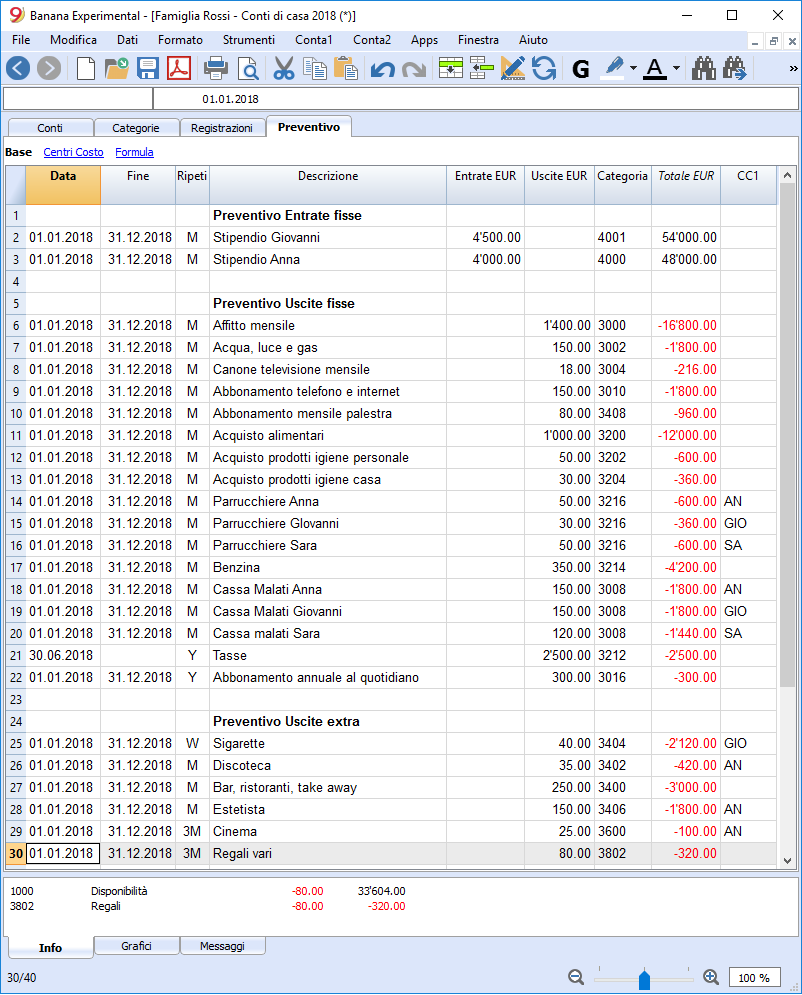 Banana Experimental - [Famiglia Rossi - Conti di casa 2018 (*)]
File Modifica Dati Formato Strumenti Conta1 Conta2 Apps Finestra Aiuto
G A »
01.01.2018
Conti Categorie Registrazioni Preventivo
Base Centri Costo Formula
Data Fine Ripeti Descrizione Entrate EUR Uscite EUR Categoria Totale EUR CC1
1 Preventivo Entrate fisse
2 01.01.2018 31.12.2018 M Stipendio Giovanni 4'500.00 4001 54'000.00
3 01.01.2018 31.12.2018 M Stipendio Anna 4'000.00 4000 48'000.00
4
5 Preventivo Uscite fisse
6 01.01.2018 31.12.2018 M Affitto mensile 1'400.00 3000 -16'800.00
7 01.01.2018 31.12.2018 M Acqua, luce e gas 150.00 3002 -1'800.00
8 01.01.2018 31.12.2018 M Canone televisione mensile 18.00 3004 -216.00
9 01.01.2018 31.12.2018 M Abbonamento telefono e internet 150.00 3010 -1'800.00
10 01.01.2018 31.12.2018 M Abbonamento mensile palestra 80.00 3408 -960.00
11 01.01.2018 31.12.2018 M Acquisto alimentari 1'000.00 3200 -12'000.00
12 01.01.2018 31.12.2018 M Acquisto prodotti igiene personale 50.00 3202 -600.00
13 01.01.2018 31.12.2018 M Acquisto prodotti igiene casa 30.00 3204 -360.00
14 01.01.2018 31.12.2018 M Parrucchiere Anna 50.00 3216 -600.00 AN
15 01.01.2018 31.12.2018 M Parrucchiere GIovanni 30.00 3216 -360.00 GIO
16 01.01.2018 31.12.2018 M Parrucchiere Sara 50.00 3216 -600.00 SA
17 01.01.2018 31.12.2018 M Benzina 350.00 3214 -4'200.00
18 01.01.2018 31.12.2018 M Cassa Malati Anna 150.00 3008 -1'800.00 AN
19 01.01.2018 31.12.2018 M Cassa Malati Giovanni 150.00 3008 -1'800.00 GIO
20 01.01.2018 31.12.2018 M Cassa malati Sara 120.00 3008 -1'440.00 SA
21 30.06.2018 Y Tasse 2'500.00 3212 -2'500.00
22 01.01.2018 31.12.2018 Y Abbonamento annuale al quotidiano 300.00 3016 -300.00
23
24 Preventivo Uscite extra
25 01.01.2018 31.12.2018 W Sigarette 40.00 3404 -2'120.00 GIO
26 01.01.2018 31.12.2018 M Discoteca 35.00 3402 -420.00 AN
27 01.01.2018 31.12.2018 M Bar, ristoranti, take away 250.00 3400 -3'000.00
28 01.01.2018 31.12.2018 M Estetista 150.00 3406 -1'800.00 AN
29 01.01.2018 31.12.2018 3M Cinema 25.00 3600 -100.00 AN
30 01.01.2018 31.12.2018 3M Regali vari 80.00 3802 -320.00
1000 Disponibilità -80.00 33'604.00
3802 Regali -80.00 -320.00
Info Grafici Messaggi
30/40 100 %